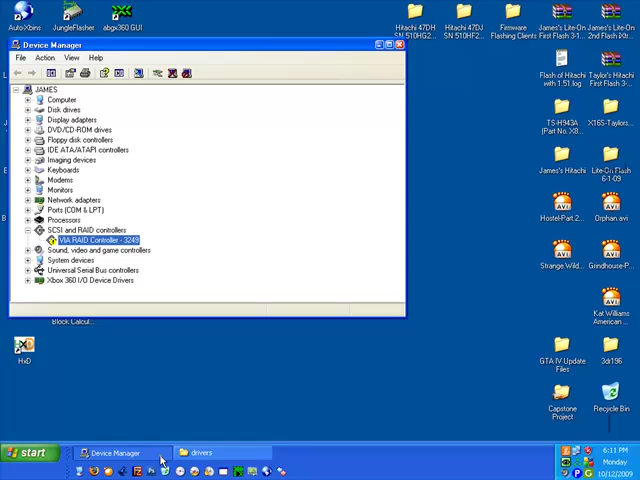 Device Manager
File Action View Help
JAMES
Computer
Disk drives
Display adapters
DVD/CD-ROM drives
Floppy disk controllers
IDE ATA/ATAPI controllers
Imaging devices
Keyboards
Modems
Monitors
Network adapters
Ports (COM & LPT)
Processors
SCSI and RAID controllers
VIA RAID Controller - 3249
Sound, video and game controllers
System devices
Universal Serial Bus controllers
Xbox 360 I/O Device Drivers
Auto-Xbins
JungleFlasher
abgx360 GUI
Hitachi 47DH
SN 510HG2...
Hitachi 47DJ
SN 510HF2...
Firmware
Flashing Clients
James's Lite-On
First Flash 3-1...
James's Lite-On
2nd Flash 20...
Flash of Hitachi
with 1.51.log
Taylor's Hitachi
First Flash 3...
TS-H943A
(Part No. X8...
X16S-Taylors...
James's Hitachi
Lite-On Flash
6-1-09
Hostel-Part.2...
Orphan.avi
Strange.Wild...
Grindhouse-P...
Kat Williams
American ...
Block Calcul...
HxD
GTA IV Update
Files
3dr196
Capstone
Project
Recycle Bin
start
Device Manager
drivers
6:11 PM
Monday
10/12/2009